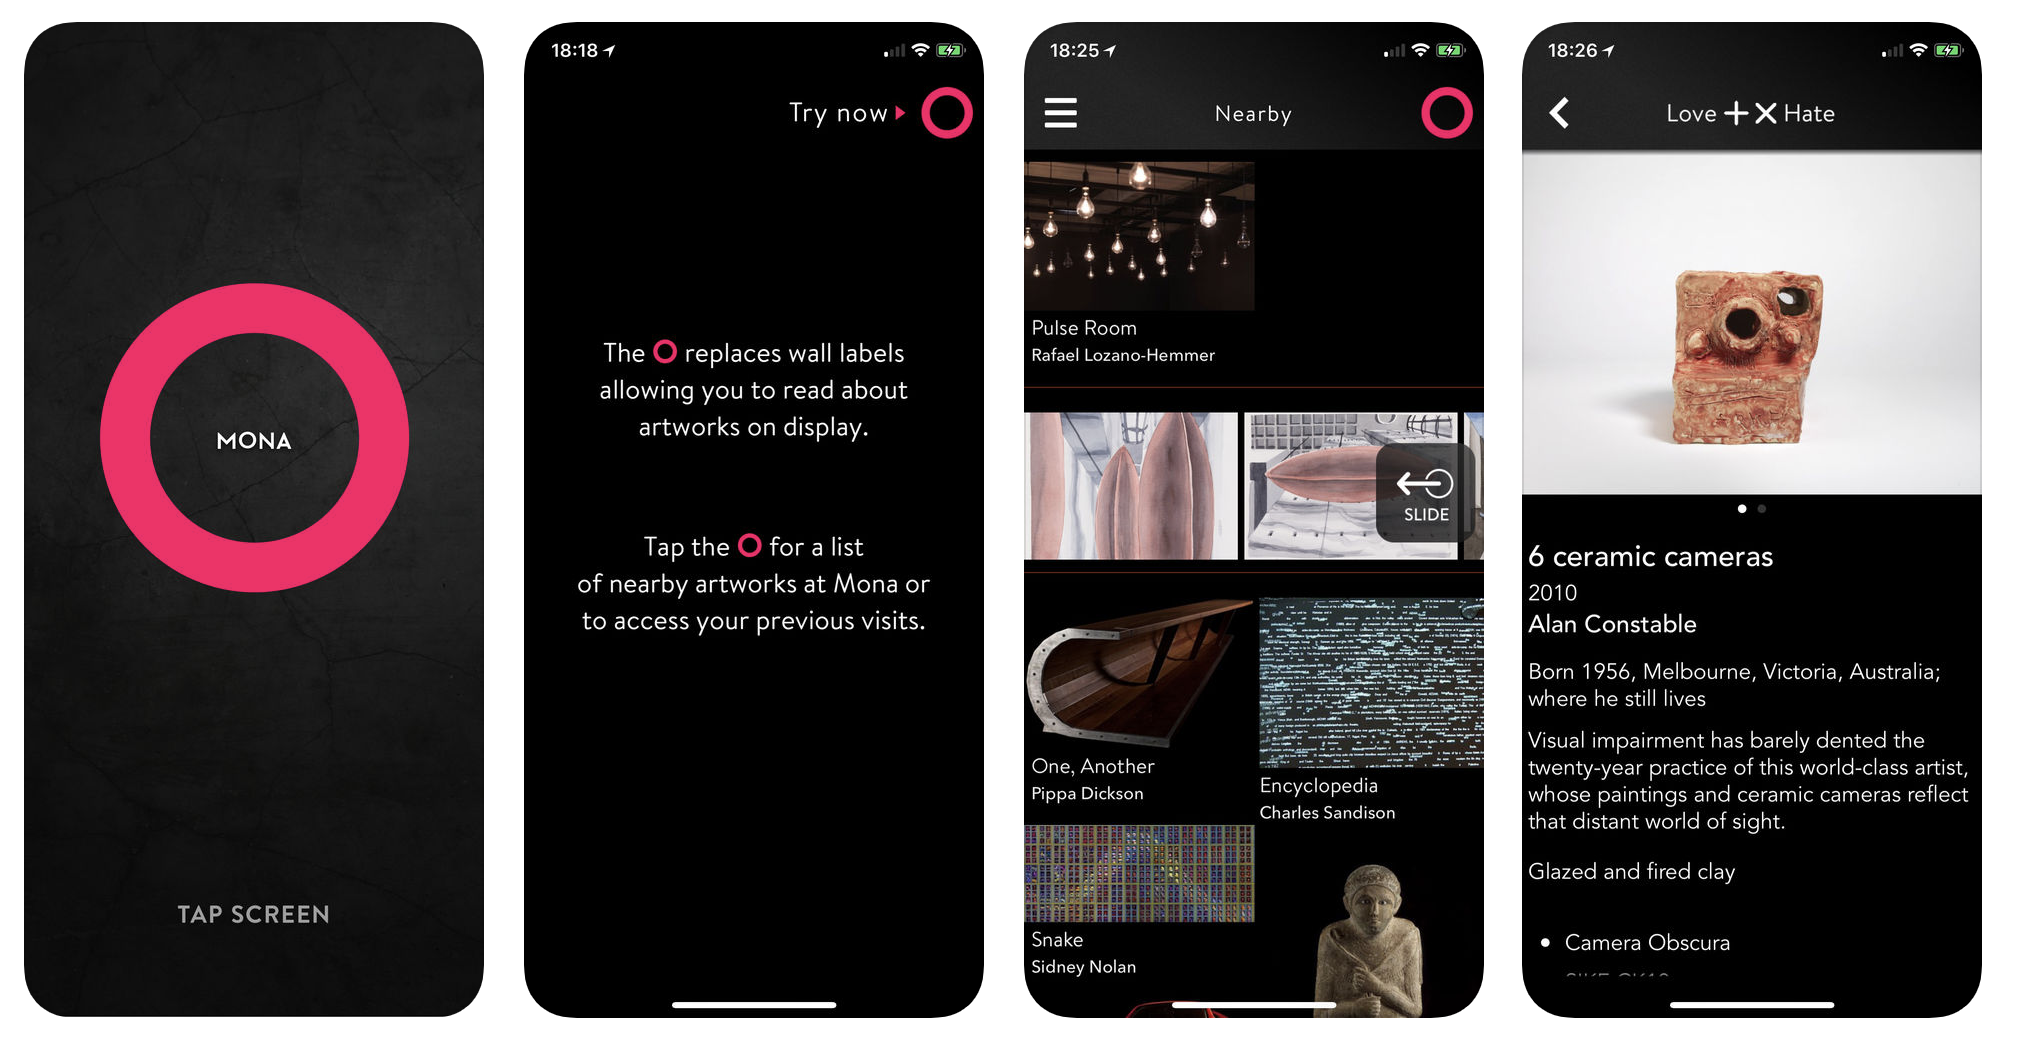 MONA
TAP SCREEN
18:18
Try now
The O replaces wall labels
allowing you to read about
artworks on display.
Tap the O for a list
of nearby artworks at Mona or
to access your previous visits.
18:25
Nearby
Pulse Room
Rafael Lozano-Hemmer
SLIDE
One, Another
Pippa Dickson
Encyclopedia
Charles Sandison
Snake
Sidney Nolan
18:26
Love + × Hate
6 ceramic cameras
2010
Alan Constable
Born 1956, Melbourne, Victoria, Australia;
where he still lives
Visual impairment has barely dented the
twenty-year practice of this world-class artist,
whose paintings and ceramic cameras reflect
that distant world of sight.
Glazed and fired clay
• Camera Obscura